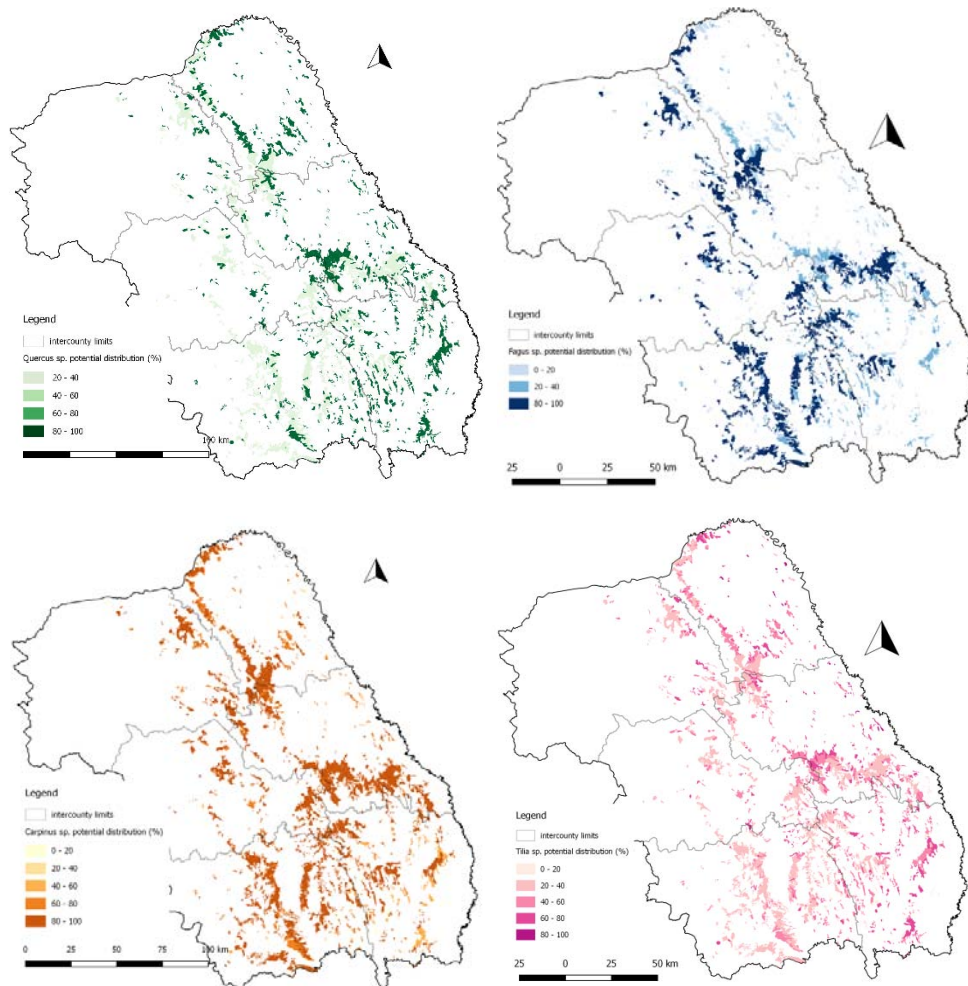 Legend
intercounty limits
Quercus sp. potential distribution (%)
20 - 40
40 - 60
60 - 80
80 - 100
100 km
Legend
intercounty limits
Fagus sp. potential distribution (%)
0 - 20
20 - 40
80 - 100
25 0 25 50 km
Legend
intercounty limits
Carpinus sp. potential distribution (%)
0 - 20
20 - 40
40 - 60
60 - 80
80 - 100
25 0 25 50 75 100 km
Legend
intercounty limits
Tilia sp. potential distribution (%)
0 - 20
20 - 40
40 - 60
60 - 80
80 - 100
25 0 25 50 km